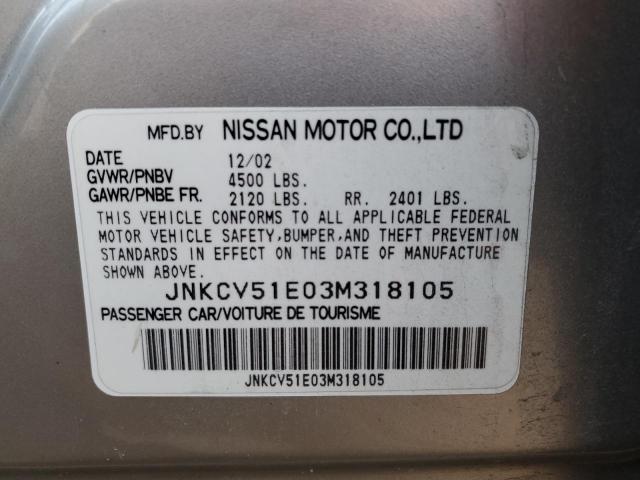 MFD.BY NISSAN MOTOR CO.,LTD
DATE 12/02
GVWR/PNBV 4500 LBS.
GAWR/PNBE FR. 2120 LBS. RR. 2401 LBS.
THIS VEHICLE CONFORMS TO ALL APPLICABLE FEDERAL
MOTOR VEHICLE SAFETY,BUMPER,AND THEFT PREVENTION
STANDARDS IN EFFECT ON THE DATE OF MANUFACTURE
SHOWN ABOVE.
JNKCV51E03M318105
PASSENGER CAR/VOITURE DE TOURISME
JNKCV51E03M318105